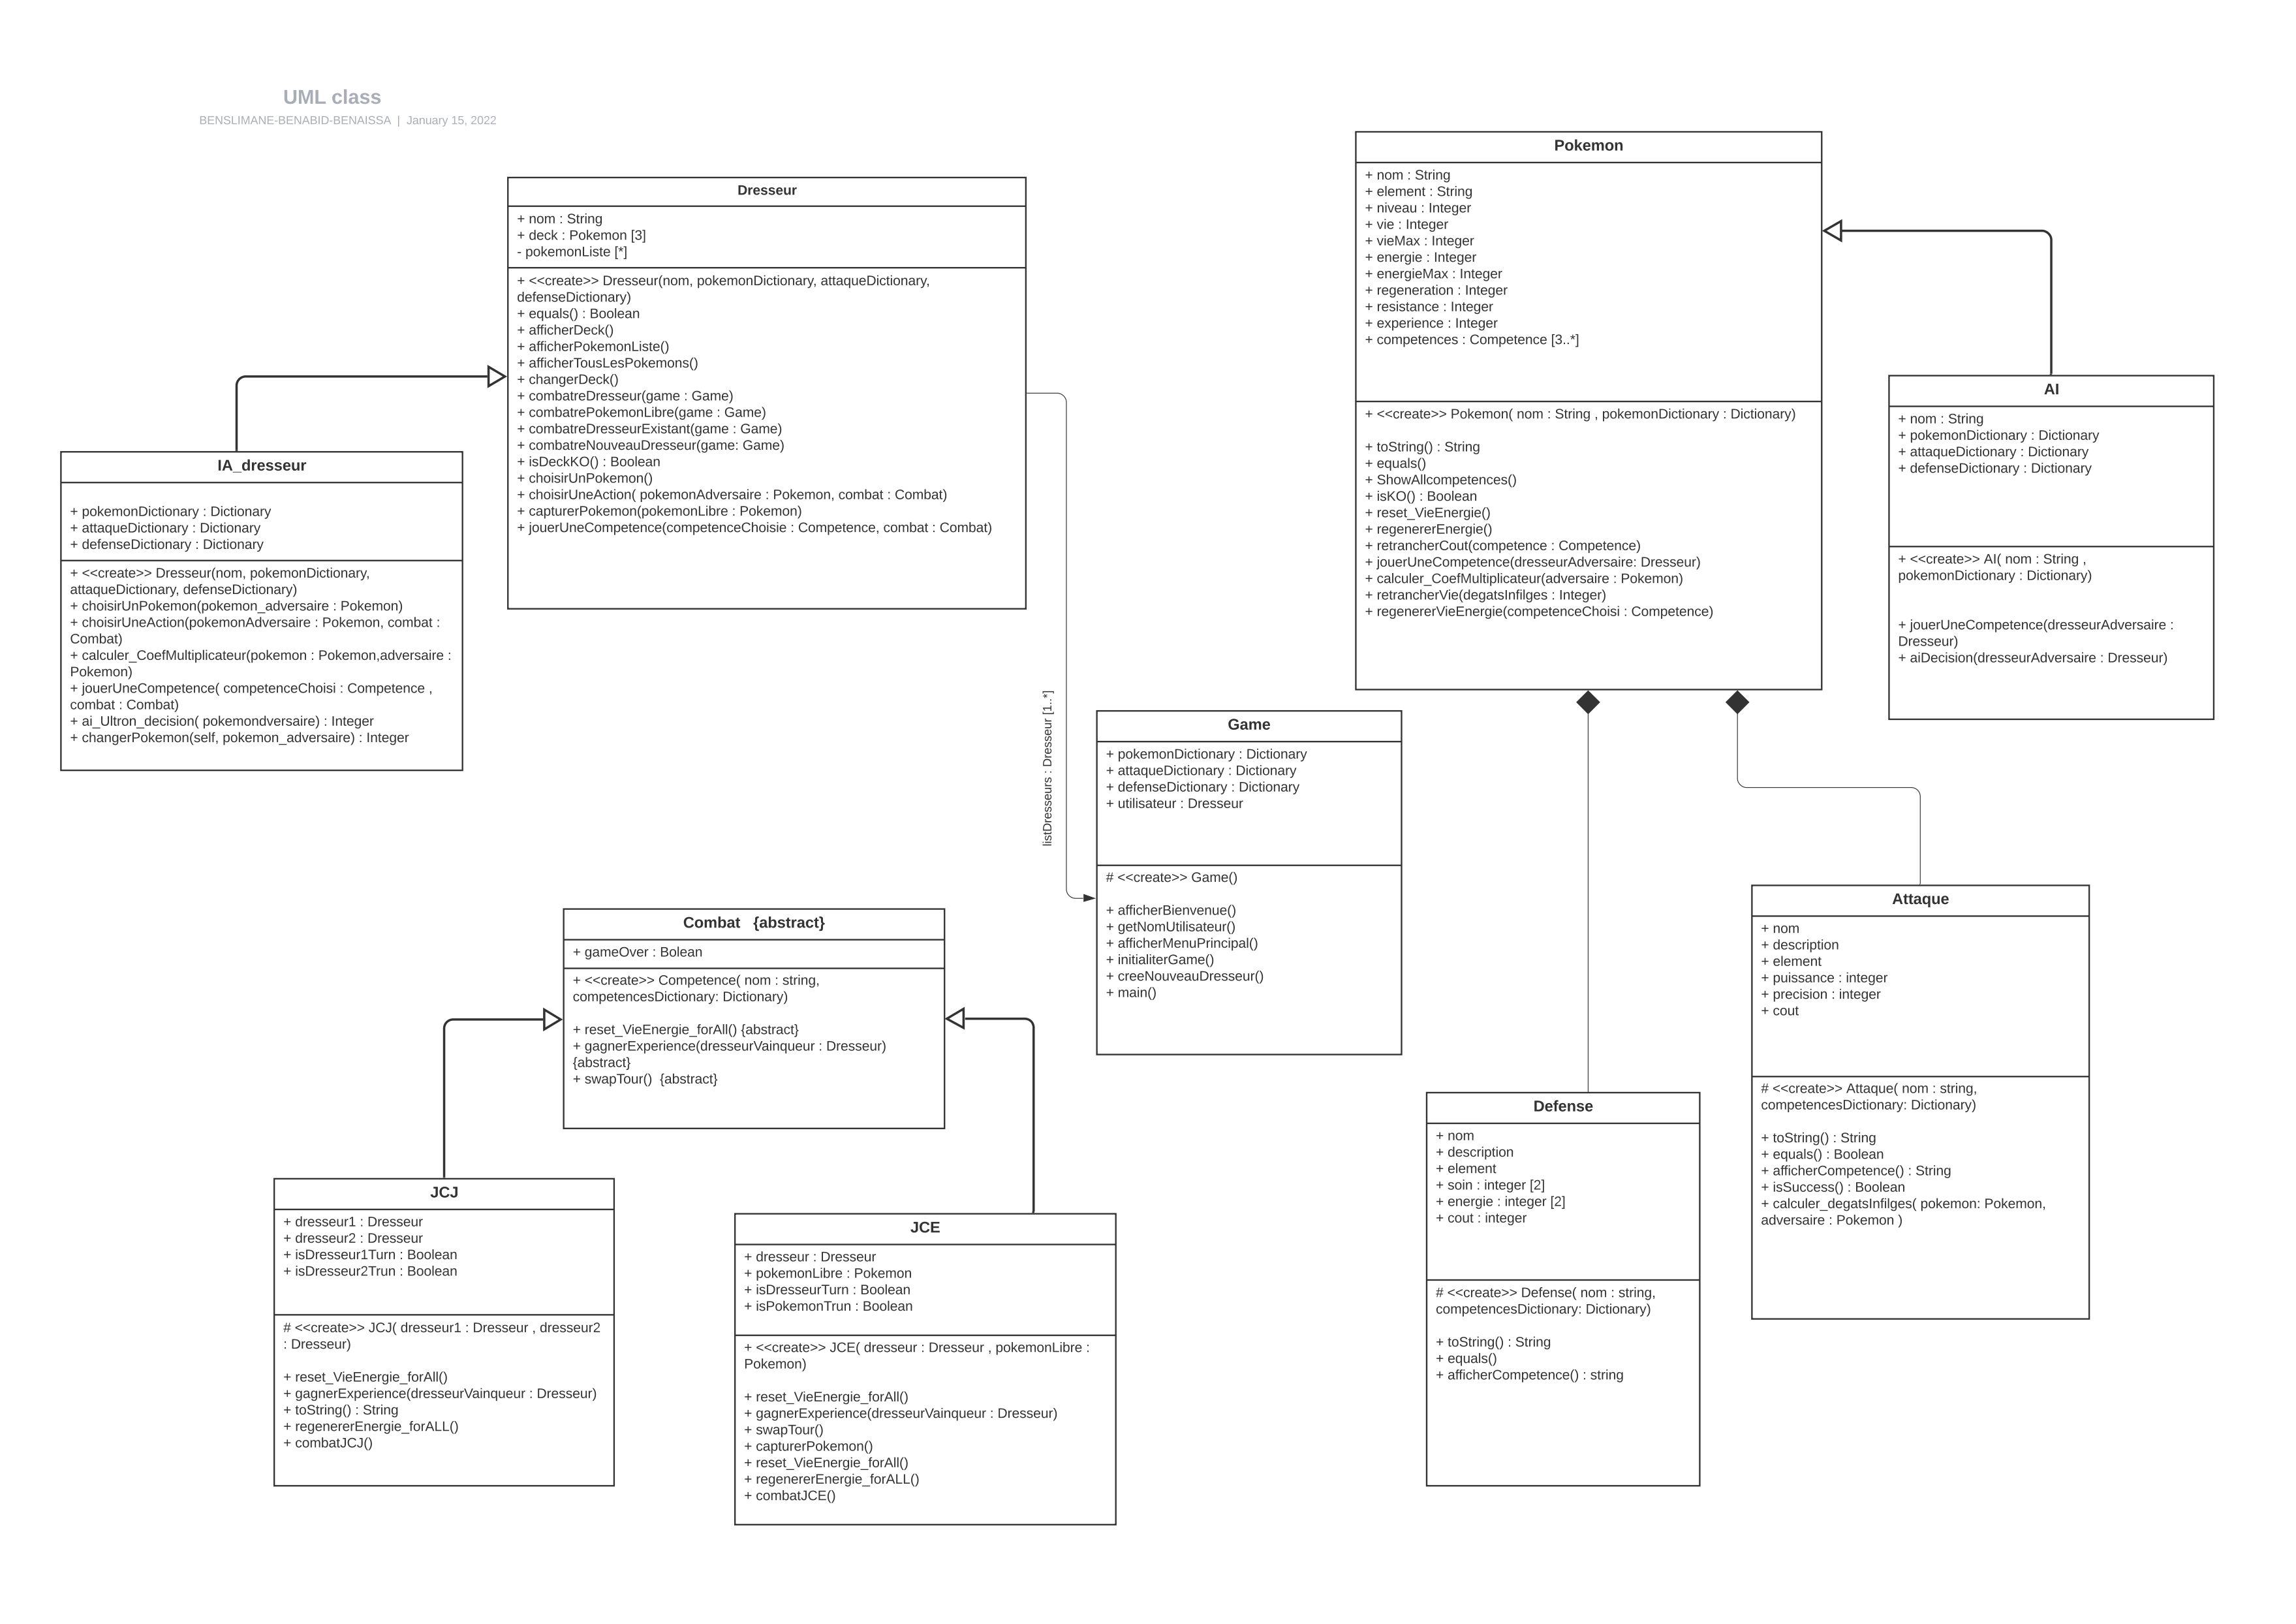 UML class
BENSLIMANE-BENABID-BENAISSA | January 15, 2022
Dresseur
+ nom : String
+ deck : Pokemon [3]
- pokemonListe [*]
+ <<create>> Dresseur(nom, pokemonDictionary, attaqueDictionary,
defenseDictionary)
+ equals() : Boolean
+ afficherDeck()
+ afficherPokemonListe()
+ afficherTousLesPokemons()
+ changerDeck()
+ combatreDresseur(game : Game)
+ combatrePokemonLibre(game : Game)
+ combatreDresseurExistant(game : Game)
+ combatreNouveauDresseur(game: Game)
+ isDeckKO() : Boolean
+ choisirUnPokemon()
+ choisirUneAction( pokemonAdversaire : Pokemon, combat : Combat)
+ capturerPokemon(pokemonLibre : Pokemon)
+ jouerUneCompetence(competenceChoisie : Competence, combat : Combat)
Pokemon
+ nom : String
+ element : String
+ niveau : Integer
+ vie : Integer
+ vieMax : Integer
+ energie : Integer
+ energieMax : Integer
+ regeneration : Integer
+ resistance : Integer
+ experience : Integer
+ competences : Competence [3..*]
+ <<create>> Pokemon( nom : String , pokemonDictionary : Dictionary)
+ toString() : String
+ equals()
+ ShowAllcompetences()
+ isKO() : Boolean
+ reset_VieEnergie()
+ regenererEnergie()
+ retrancherCout(competence : Competence)
+ jouerUneCompetence(dresseurAdversaire: Dresseur)
+ calculer_CoefMultiplicateur(adversaire : Pokemon)
+ retrancherVie(degatsInfilges : Integer)
+ regenererVieEnergie(competenceChoisi : Competence)
AI
+ nom : String
+ pokemonDictionary : Dictionary
+ attaqueDictionary : Dictionary
+ defenseDictionary : Dictionary
+ <<create>> AI( nom : String ,
pokemonDictionary : Dictionary)
+ jouerUneCompetence(dresseurAdversaire :
Dresseur)
+ aiDecision(dresseurAdversaire : Dresseur)
IA_dresseur
+ pokemonDictionary : Dictionary
+ attaqueDictionary : Dictionary
+ defenseDictionary : Dictionary
+ <<create>> Dresseur(nom, pokemonDictionary,
attaqueDictionary, defenseDictionary)
+ choisirUnPokemon(pokemon_adversaire : Pokemon)
+ choisirUneAction(pokemonAdversaire : Pokemon, combat :
Combat)
+ calculer_CoefMultiplicateur(pokemon : Pokemon,adversaire :
Pokemon)
+ jouerUneCompetence( competenceChoisi : Competence ,
combat : Combat)
+ ai_Ultron_decision( pokemondversaire) : Integer
+ changerPokemon(self, pokemon_adversaire) : Integer
listDresseurs : Dresseur [1..*]
Game
+ pokemonDictionary : Dictionary
+ attaqueDictionary : Dictionary
+ defenseDictionary : Dictionary
+ utilisateur : Dresseur
# <<create>> Game()
+ afficherBienvenue()
+ getNomUtilisateur()
+ afficherMenuPrincipal()
+ initialiterGame()
+ creeNouveauDresseur()
+ main()
Combat {abstract}
+ gameOver : Bolean
+ <<create>> Competence( nom : string,
competencesDictionary: Dictionary)
+ reset_VieEnergie_forAll() {abstract}
+ gagnerExperience(dresseurVainqueur : Dresseur)
{abstract}
+ swapTour() {abstract}
Attaque
+ nom
+ description
+ element
+ puissance : integer
+ precision : integer
+ cout
# <<create>> Attaque( nom : string,
competencesDictionary: Dictionary)
+ toString() : String
+ equals() : Boolean
+ afficherCompetence() : String
+ isSuccess() : Boolean
+ calculer_degatsInfilges( pokemon: Pokemon,
adversaire : Pokemon )
Defense
+ nom
+ description
+ element
+ soin : integer [2]
+ energie : integer [2]
+ cout : integer
# <<create>> Defense( nom : string,
competencesDictionary: Dictionary)
+ toString() : String
+ equals()
+ afficherCompetence() : string
JCJ
+ dresseur1 : Dresseur
+ dresseur2 : Dresseur
+ isDresseur1Turn : Boolean
+ isDresseur2Trun : Boolean
# <<create>> JCJ( dresseur1 : Dresseur , dresseur2
: Dresseur)
+ reset_VieEnergie_forAll()
+ gagnerExperience(dresseurVainqueur : Dresseur)
+ toString() : String
+ regenererEnergie_forALL()
+ combatJCJ()
JCE
+ dresseur : Dresseur
+ pokemonLibre : Pokemon
+ isDresseurTurn : Boolean
+ isPokemonTrun : Boolean
+ <<create>> JCE( dresseur : Dresseur , pokemonLibre :
Pokemon)
+ reset_VieEnergie_forAll()
+ gagnerExperience(dresseurVainqueur : Dresseur)
+ swapTour()
+ capturerPokemon()
+ reset_VieEnergie_forAll()
+ regenererEnergie_forALL()
+ combatJCE()